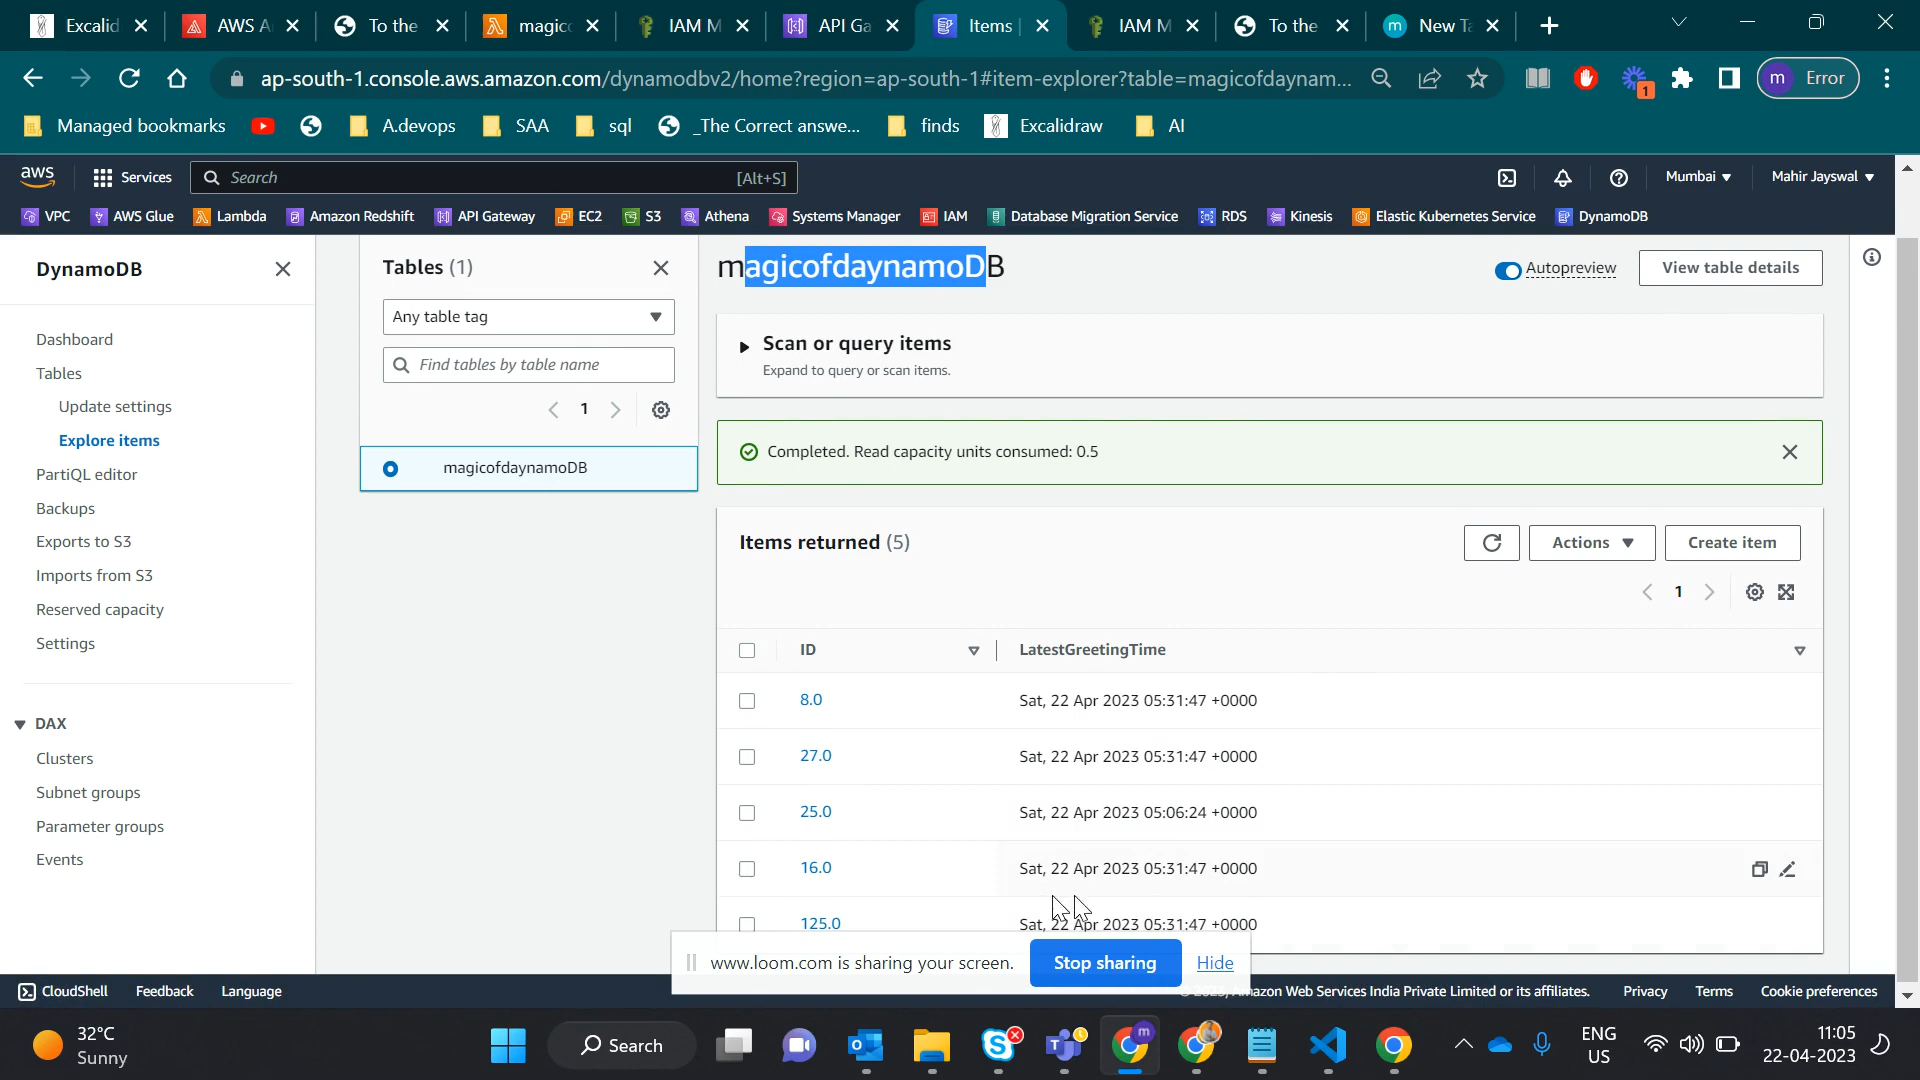 Excalid
AWS A
To the
magic
IAM M
API Ga
Items
IAM M
To the
New Ta
ap-south-1.console.aws.amazon.com/dynamodbv2/home?region=ap-south-1#item-explorer?table=magicofdaynam...
1
m Error
Managed bookmarks
A.devops
SAA
sql
_The Correct answe...
finds
Excalidraw
AI
aws
Services
Search
[Alt+S]
Mumbai
Mahir Jayswal
VPC
AWS Glue
Lambda
Amazon Redshift
API Gateway
EC2
S3
Athena
Systems Manager
IAM
Database Migration Service
RDS
Kinesis
Elastic Kubernetes Service
DynamoDB
DynamoDB
Dashboard
Tables
Update settings
Explore items
PartiQL editor
Backups
Exports to S3
Imports from S3
Reserved capacity
Settings
DAX
Clusters
Subnet groups
Parameter groups
Events
Tables (1)
Any table tag
Find tables by table name
1
magicofdaynamoDB
magicofdaynamoDB
Autopreview
View table details
Scan or query items
Expand to query or scan items.
Completed. Read capacity units consumed: 0.5
Items returned (5)
Actions
Create item
1
ID
LatestGreetingTime
8.0 Sat, 22 Apr 2023 05:31:47 +0000
27.0 Sat, 22 Apr 2023 05:31:47 +0000
25.0 Sat, 22 Apr 2023 05:06:24 +0000
16.0 Sat, 22 Apr 2023 05:31:47 +0000
125.0 Sat, 22 Apr 2023 05:31:47 +0000
www.loom.com is sharing your screen.
Stop sharing
Hide
CloudShell
Feedback
Language
© 2023, Amazon Web Services India Private Limited or its affiliates.
Privacy
Terms
Cookie preferences
32°C
Sunny
Search
ENG
US
11:05
22-04-2023